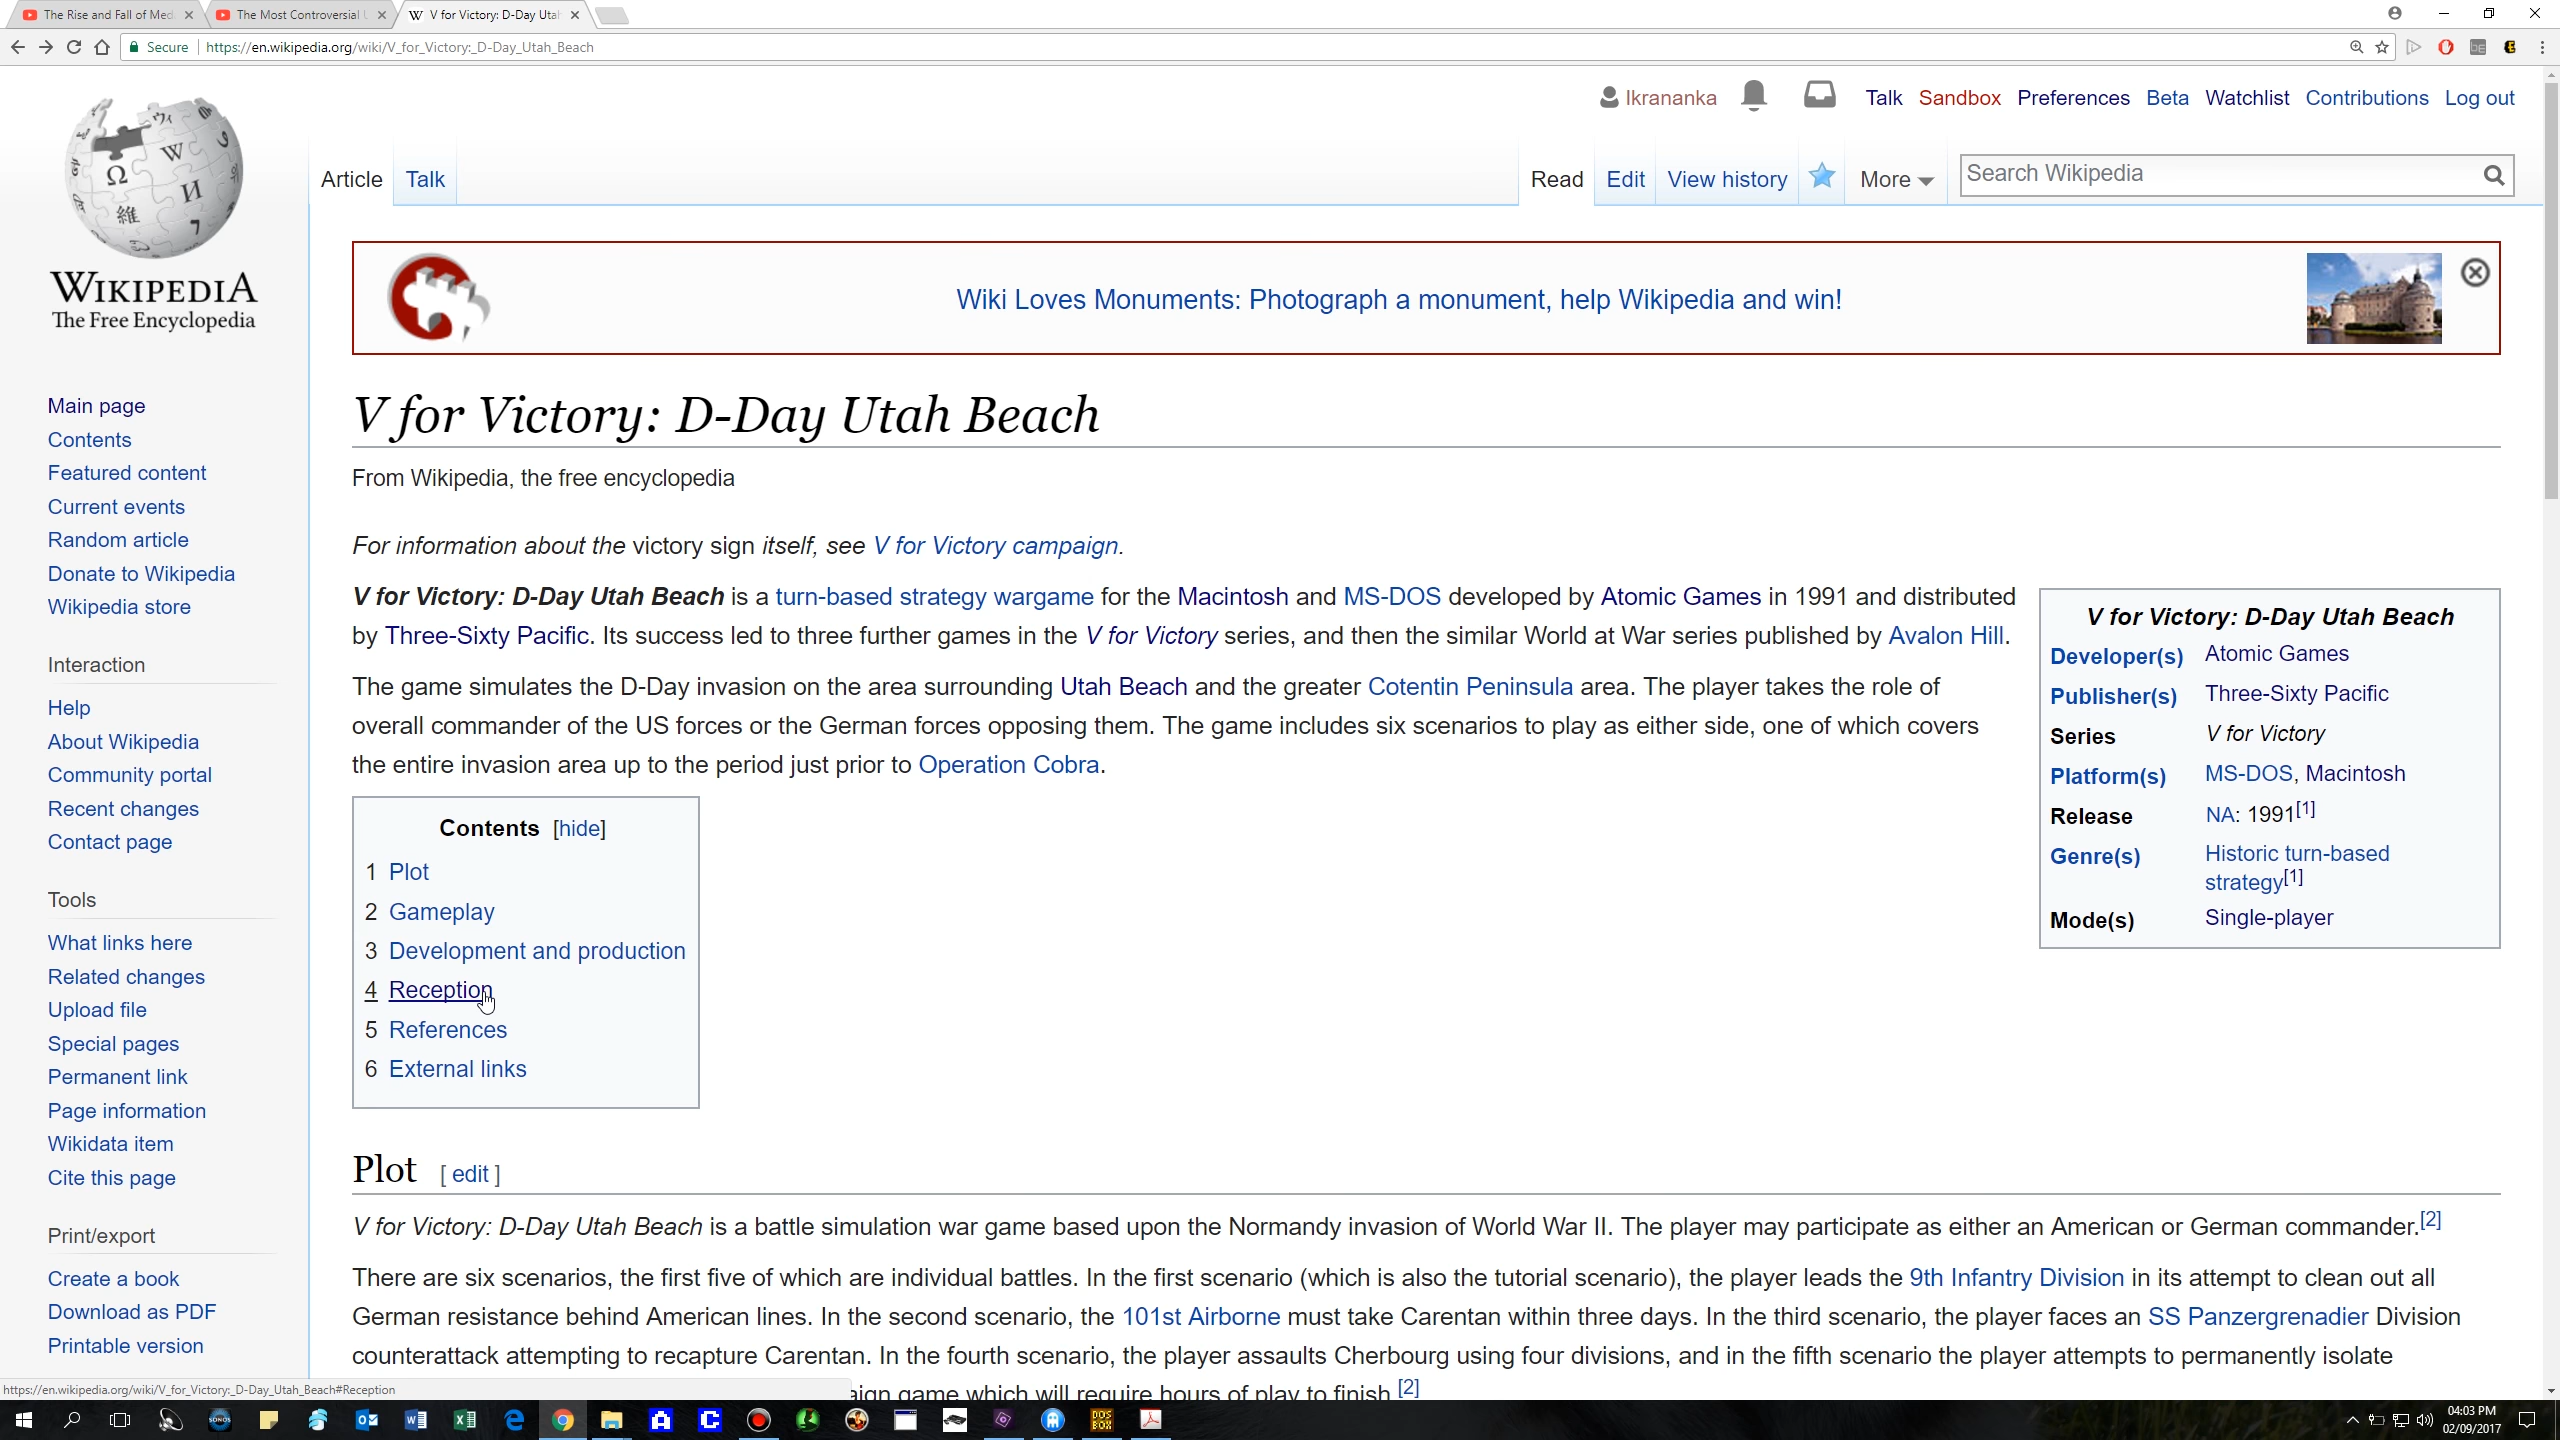 The Rise and Fall of Med
The Most Controversial
V for Victory: D-Day Utah
Secure https://en.wikipedia.org/wiki/V_for_Victory:_D-Day_Utah_Beach
Ikrananka Talk Sandbox Preferences Beta Watchlist Contributions Log out
Article Talk Read Edit View history More Search Wikipedia
WIKIPEDIA
The Free Encyclopedia
Wiki Loves Monuments: Photograph a monument, help Wikipedia and win!
Main page
Contents
Featured content
Current events
Random article
Donate to Wikipedia
Wikipedia store
Interaction
Help
About Wikipedia
Community portal
Recent changes
Contact page
Tools
What links here
Related changes
Upload file
Special pages
Permanent link
Page information
Wikidata item
Cite this page
Print/export
Create a book
Download as PDF
Printable version
V for Victory: D-Day Utah Beach
From Wikipedia, the free encyclopedia
For information about the victory sign itself, see V for Victory campaign.
V for Victory: D-Day Utah Beach is a turn-based strategy wargame for the Macintosh and MS-DOS developed by Atomic Games in 1991 and distributed
by Three-Sixty Pacific. Its success led to three further games in the V for Victory series, and then the similar World at War series published by Avalon Hill.
The game simulates the D-Day invasion on the area surrounding Utah Beach and the greater Cotentin Peninsula area. The player takes the role of
overall commander of the US forces or the German forces opposing them. The game includes six scenarios to play as either side, one of which covers
the entire invasion area up to the period just prior to Operation Cobra.
V for Victory: D-Day Utah Beach
Developer(s) Atomic Games
Publisher(s) Three-Sixty Pacific
Series V for Victory
Platform(s) MS-DOS, Macintosh
Release NA: 1991[1]
Genre(s) Historic turn-based
strategy[1]
Mode(s) Single-player
Contents [hide]
1 Plot
2 Gameplay
3 Development and production
4 Reception
5 References
6 External links
Plot [ edit ]
V for Victory: D-Day Utah Beach is a battle simulation war game based upon the Normandy invasion of World War II. The player may participate as either an American or German commander.[2]
There are six scenarios, the first five of which are individual battles. In the first scenario (which is also the tutorial scenario), the player leads the 9th Infantry Division in its attempt to clean out all
German resistance behind American lines. In the second scenario, the 101st Airborne must take Carentan within three days. In the third scenario, the player faces an SS Panzergrenadier Division
counterattack attempting to recapture Carentan. In the fourth scenario, the player assaults Cherbourg using four divisions, and in the fifth scenario the player attempts to permanently isolate
aign game which will require hours of play to finish.[2]
https://en.wikipedia.org/wiki/V_for_Victory:_D-Day_Utah_Beach#Reception
SONOS
DOS
BOX
04:03 PM
02/09/2017